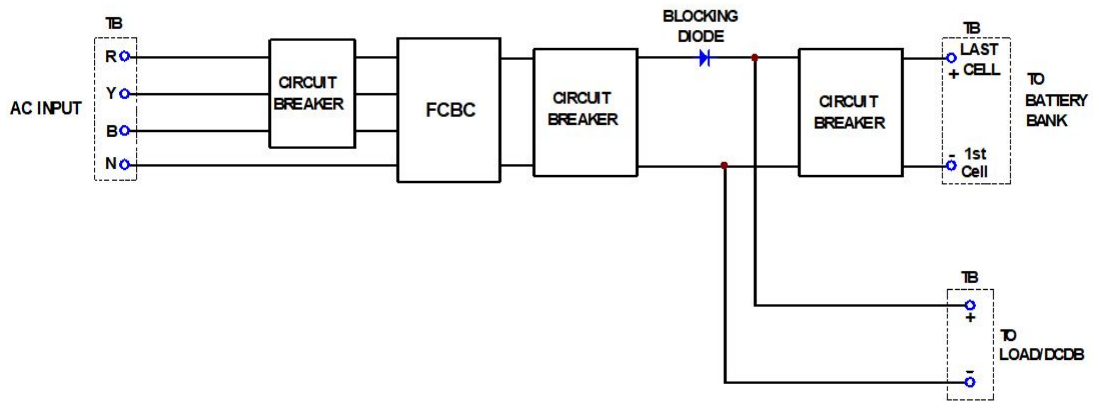 TB
R
Y
B
N
AC INPUT
CIRCUIT
BREAKER
FCBC
CIRCUIT
BREAKER
BLOCKING
DIODE
CIRCUIT
BREAKER
TB
LAST
+ CELL
- 1st
Cell
TO
BATTERY
BANK
TB
+
-
TO
LOAD/DCDB